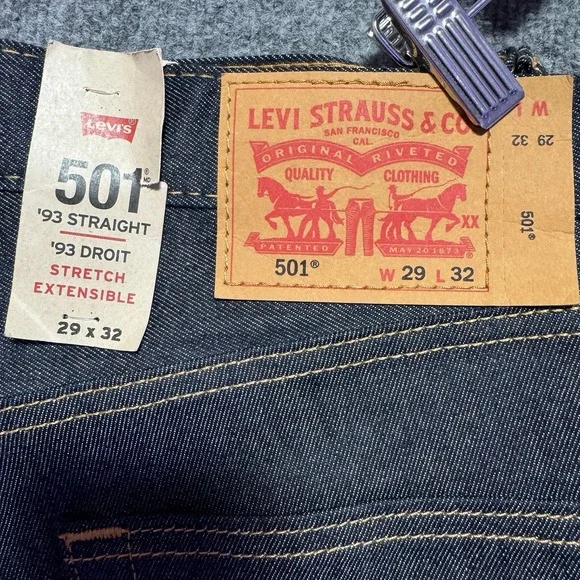 Levi's
501® MD
'93 STRAIGHT
'93 DROIT
STRETCH
EXTENSIBLE
29 x 32
LEVI STRAUSS & CO
SAN FRANCISCO
CAL.
ORIGINAL RIVETED
QUALITY CLOTHING
XX
PATENTED MAY 20 1873
501® W 29 L 32
W L
29 32
501®